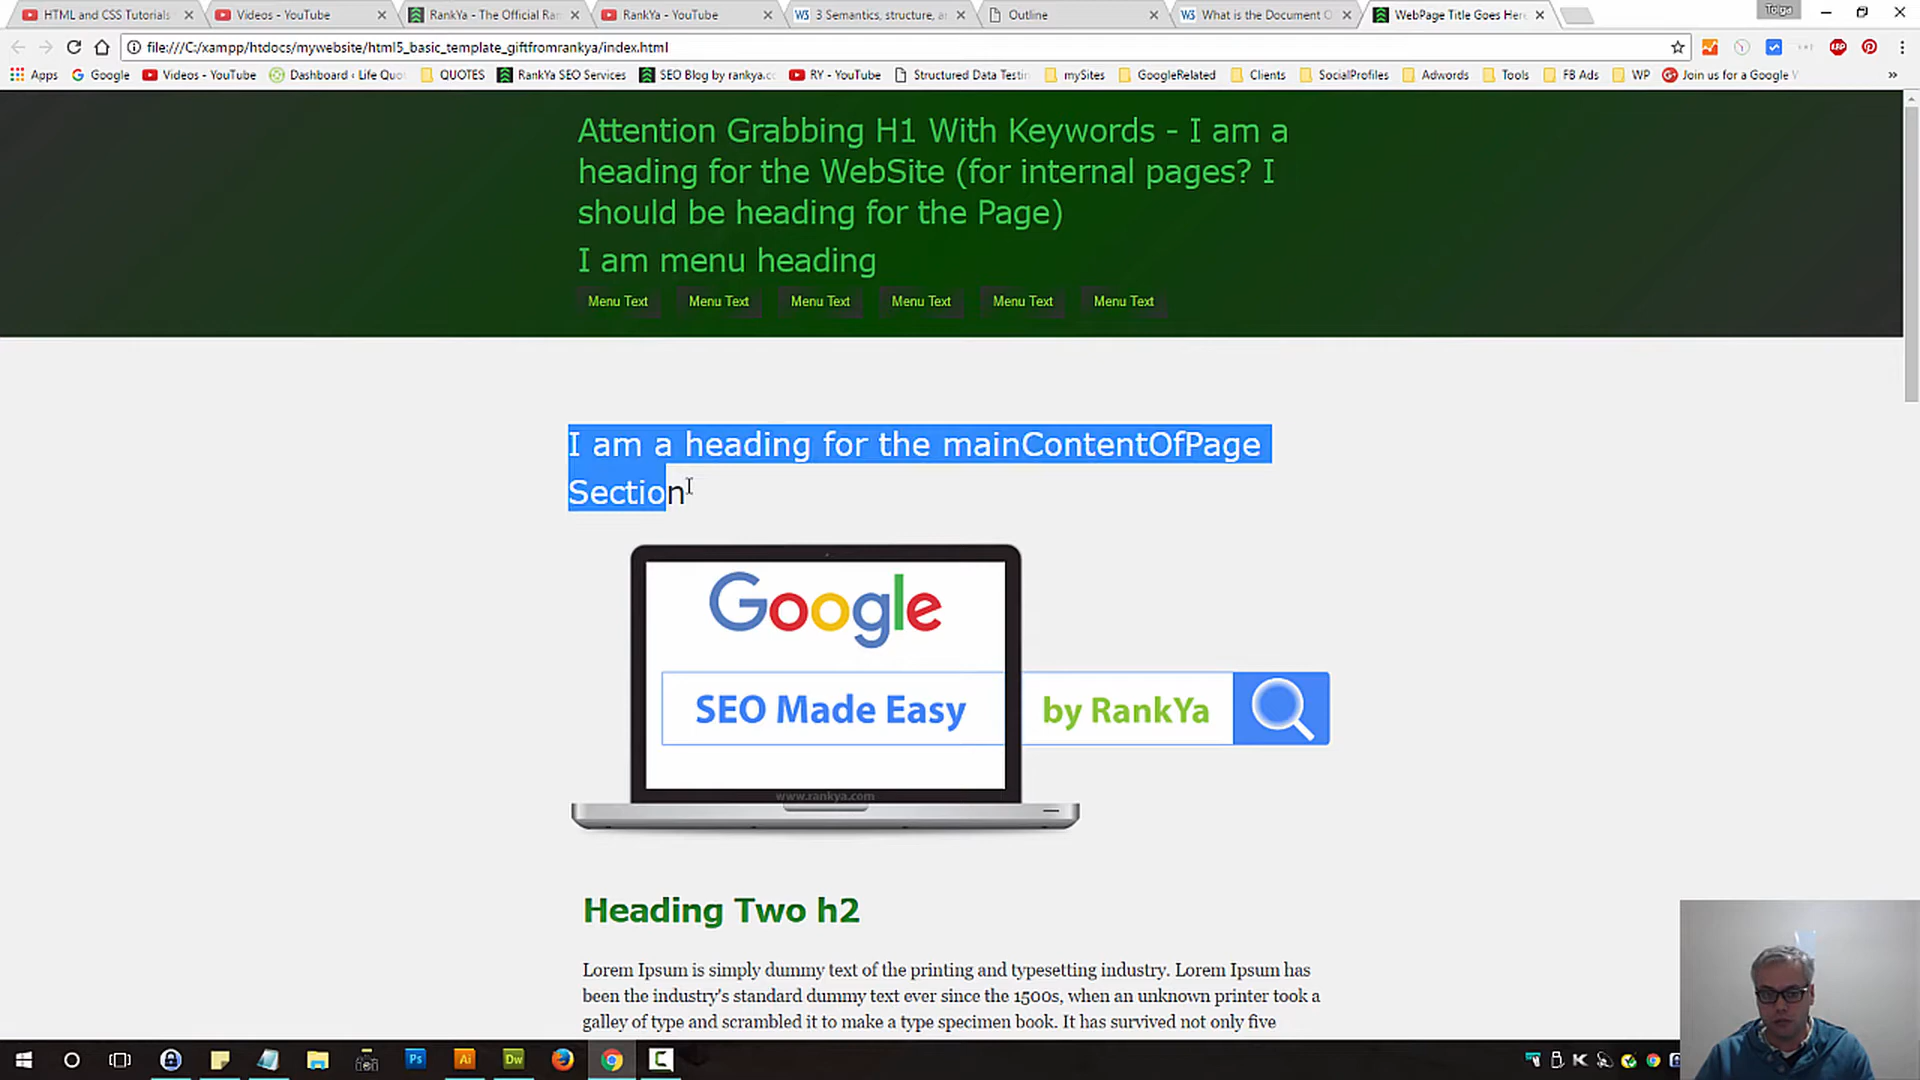 HTML and CSS Tutorials
Videos - YouTube
RankYa - The Official Ran
RankYa - YouTube
3 Semantics, structure, a
Outline
What is the Document O
WebPage Title Goes Here
Tolga
file:///C:/xampp/htdocs/mywebsite/html5_basic_template_giftfromrankya/index.html
Apps
Google
Videos - YouTube
Dashboard ‹ Life Quo
QUOTES
RankYa SEO Services
SEO Blog by rankya.c
RY - YouTube
Structured Data Testin
mySites
GoogleRelated
Clients
SocialProfiles
Adwords
Tools
FB Ads
WP
Join us for a Google
Attention Grabbing H1 With Keywords - I am a
heading for the WebSite (for internal pages? I
should be heading for the Page)
I am menu heading
Menu Text
Menu Text
Menu Text
Menu Text
Menu Text
Menu Text
I am a heading for the mainContentOfPage
Section
Google
SEO Made Easy
by RankYa
www.rankya.com
Heading Two h2
Lorem Ipsum is simply dummy text of the printing and typesetting industry. Lorem Ipsum has
been the industry's standard dummy text ever since the 1500s, when an unknown printer took a
galley of type and scrambled it to make a type specimen book. It has survived not only five
Ps
Ai
Dw